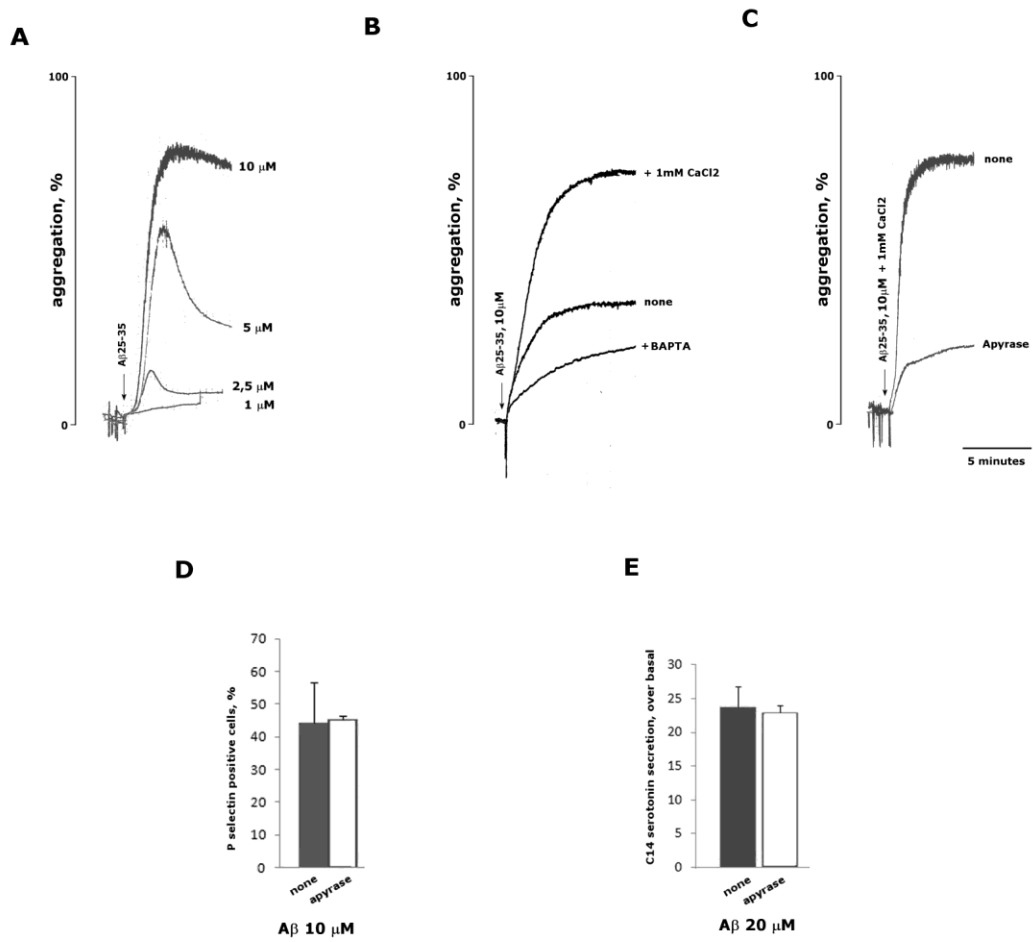 A
100
aggregation, %
0
Aβ25-35
10 μM
5 μM
2,5 μM
1 μM
B
100
aggregation, %
0
Aβ25-35, 10μM
+ 1mM CaCl2
none
+BAPTA
C
100
aggregation, %
0
Aβ25-35, 10μM + 1mM CaCl2
none
Apyrase
5 minutes
D
P selectin positive cells, %
70
60
50
40
30
20
10
0
none
apyrase
Aβ 10 μM
E
C14 serotonin secretion, over basal
30
25
20
15
10
5
0
none
apyrase
Aβ 20 μM